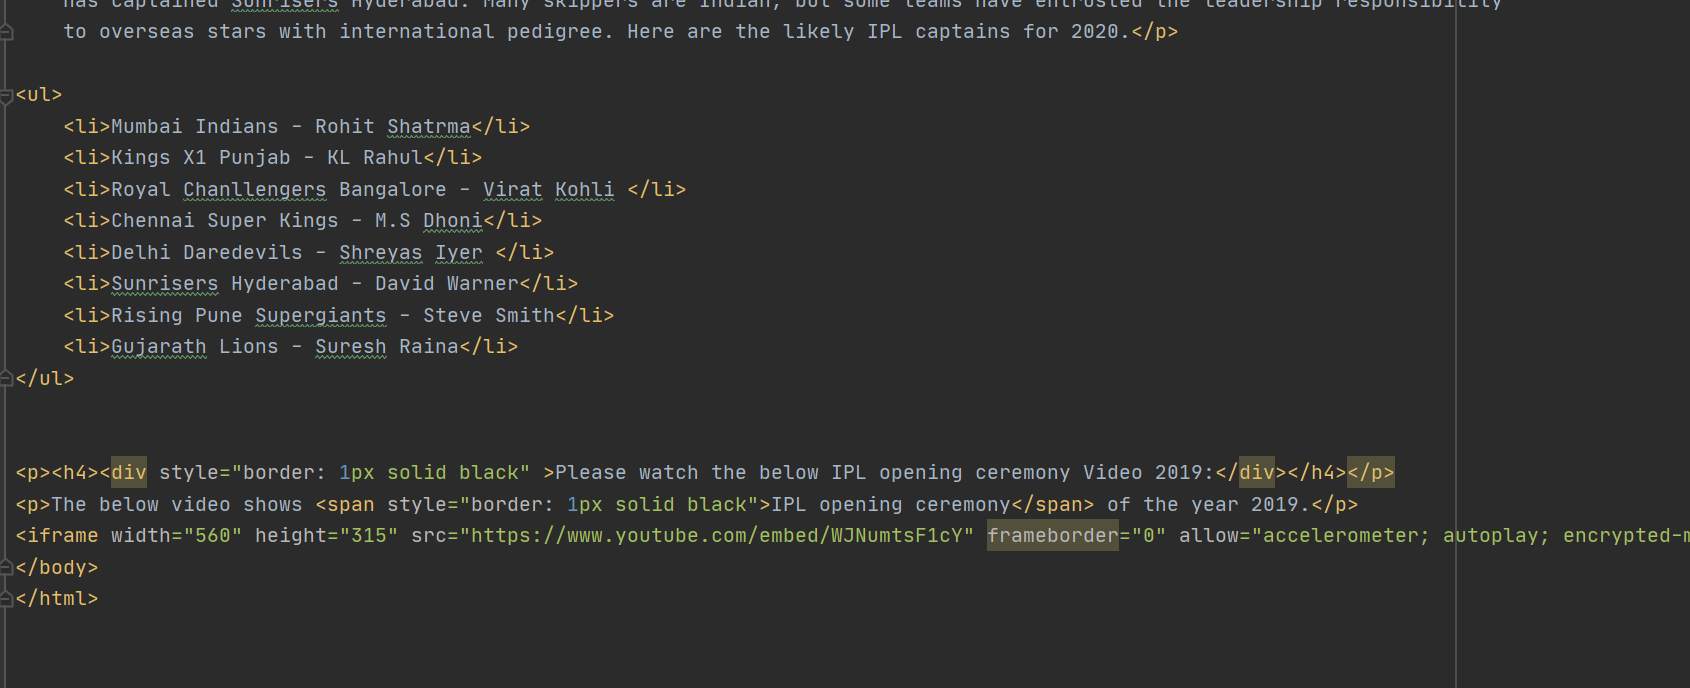 has captained Sunrisers Hyderabad. Many skippers are Indian, but some teams have entrusted the leadership responsibility
to overseas stars with international pedigree. Here are the likely IPL captains for 2020.</p>
<ul>
<li>Mumbai Indians - Rohit Shatrma</li>
<li>Kings X1 Punjab - KL Rahul</li>
<li>Royal Chanllengers Bangalore - Virat Kohli </li>
<li>Chennai Super Kings - M.S Dhoni</li>
<li>Delhi Daredevils - Shreyas Iyer </li>
<li>Sunrisers Hyderabad - David Warner</li>
<li>Rising Pune Supergiants - Steve Smith</li>
<li>Gujarath Lions - Suresh Raina</li>
</ul>
<p><h4><div style="border: 1px solid black" >Please watch the below IPL opening ceremony Video 2019:</div></h4></p>
<p>The below video shows <span style="border: 1px solid black">IPL opening ceremony</span> of the year 2019.</p>
<iframe width="560" height="315" src="https://www.youtube.com/embed/WJNumtsF1cY" frameborder="0" allow="accelerometer; autoplay; encrypted-m
</body>
</html>